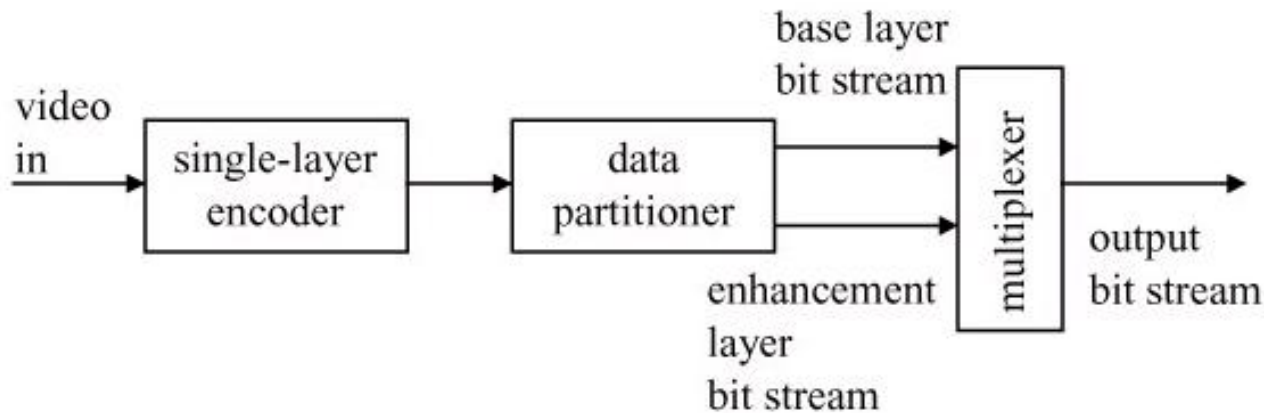 video
in
single-layer
encoder
data
partitioner
base layer
bit stream
enhancement
layer
bit stream
multiplexer
output
bit stream